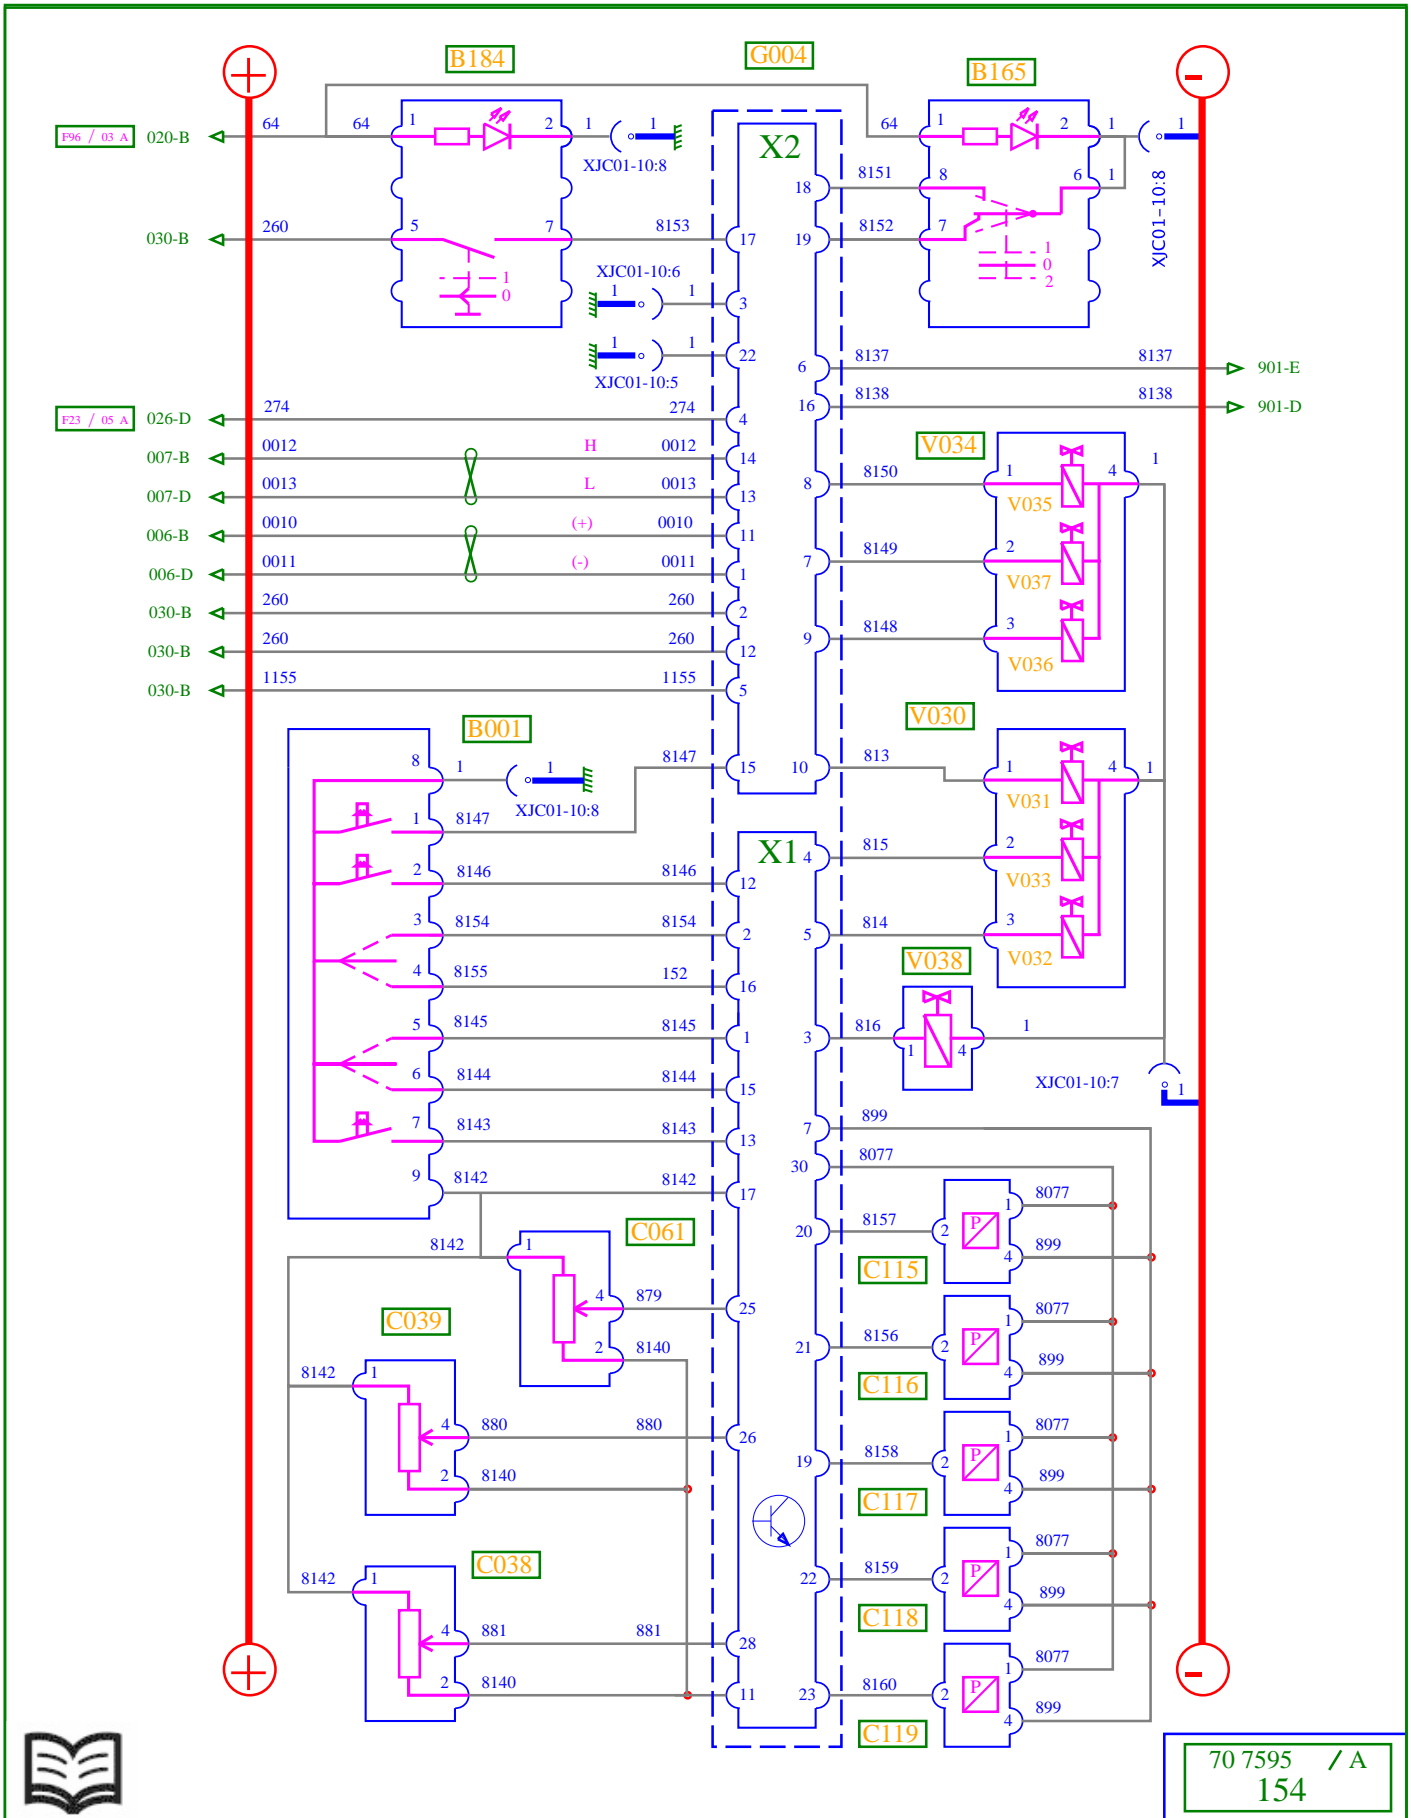 B184 G004 B165
F96 / 03 A 020-B 64 64 1 2 1 1 XJC01-10:8 64 1 2 1 1
X2
18 8151 8 6 1 XJC01-10:8
030-B 260 5 7 8153 17 19 8152 7
1 0
1 0 2
XJC01-10:6
1 1 3
1 1 22
XJC01-10:5
6 8137 8137 901-E
16 8138 8138 901-D
F23 / 05 A 026-D 274 274 4
007-B 0012 H 0012 14
007-D 0013 L 0013 13
006-B 0010 (+) 0010 11
006-D 0011 (-) 0011 1
030-B 260 260 2
030-B 260 260 12
030-B 1155 1155 5
V034
8 8150 1 4 1
V035
7 8149 2
V037
9 8148 3
V036
B001 V030
8 1 1 XJC01-10:8
8147 15 10 813 1 4 1
V031
1 8147
X1
4 815 2
V033
2 8146 8146 12
3 8154 8154 2 5 814 3
V032
4 8155 152 16
V038
5 8145 8145 1 3 816 1 4 1
6 8144 8144 15
XJC01-10:7 1
7 8143 8143 13 7 899
30 8077
9 8142 8142 17
C061
20 8157 2 P 1 8077 4 899
C115
8142 1 4 879 25
2 8140
C039
21 8156 2 P 1 8077 4 899
C116
8142 1 4 880 880 26
2 8140
19 8158 2 P 1 8077 4 899
C117
C038
22 8159 2 P 1 8077 4 899
C118
8142 1 4 881 881 28
2 8140 11
23 8160 2 P 1 8077 4 899
C119
70 7595 / A
154